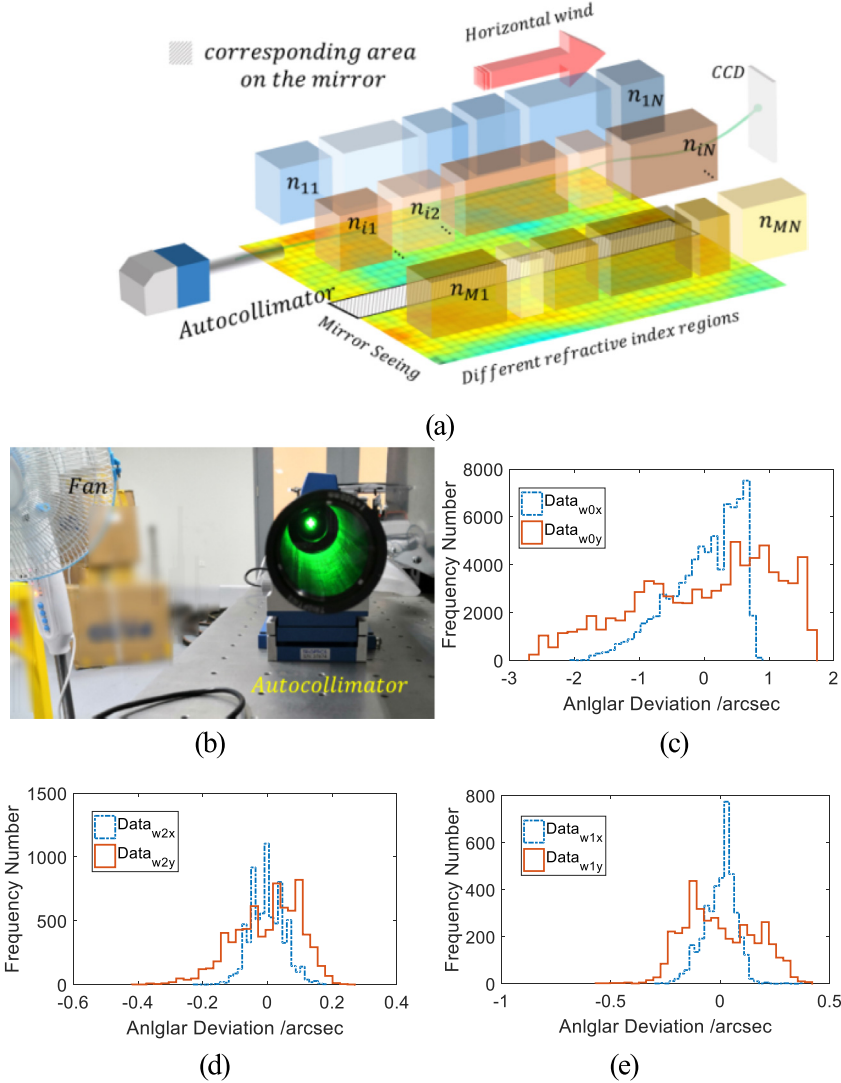 Horizontal wind
corresponding area
on the mirror
CCD
n1N
n11
niN
...
ni2
ni1
...
...
nMN
nM1
Autocollimator
Mirror Seeing
Different refractive index regions
(a)
Fan
Autocollimator
(b)
8000
6000
4000
2000
0
Frequency Number
Dataw0x
Dataw0y
-3 -2 -1 0 1 2
Anlglar Deviation /arcsec
(c)
1500
1000
500
0
Frequency Number
Dataw2x
Dataw2y
-0.6 -0.4 -0.2 0 0.2 0.4
Anlglar Deviation /arcsec
(d)
800
600
400
200
0
Frequency Number
Dataw1x
Dataw1y
-1 -0.5 0 0.5
Anlglar Deviation /arcsec
(e)